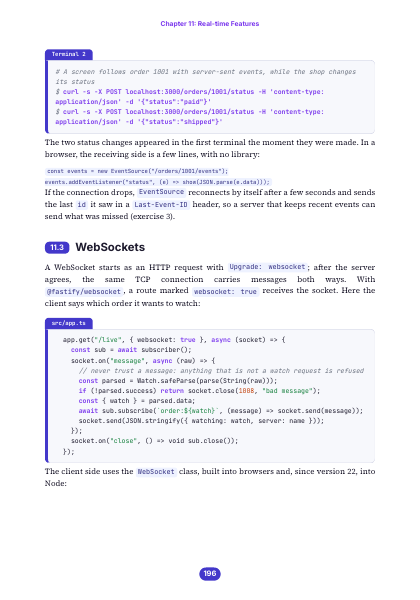 Chapter 11: Real-time Features
Terminal 2
# A screen follows order 1001 with server-sent events, while the shop changes
its status
$ curl -s -X POST localhost:3000/orders/1001/status -H 'content-type:
application/json' -d '{"status":"paid"}'
$ curl -s -X POST localhost:3000/orders/1001/status -H 'content-type:
application/json' -d '{"status":"shipped"}'
The two status changes appeared in the first terminal the moment they were made. In a
browser, the receiving side is a few lines, with no library:
const events = new EventSource("/orders/1001/events");
events.addEventListener("status", (e) => show(JSON.parse(e.data)));
If the connection drops, EventSource reconnects by itself after a few seconds and sends
the last id it saw in a Last-Event-ID header, so a server that keeps recent events can
send what was missed (exercise 3).
11.3 WebSockets
A WebSocket starts as an HTTP request with Upgrade: websocket; after the server
agrees, the same TCP connection carries messages both ways. With
@fastify/websocket, a route marked websocket: true receives the socket. Here the
client says which order it wants to watch:
src/app.ts
app.get("/live", { websocket: true }, async (socket) => {
const sub = await subscriber();
socket.on("message", async (raw) => {
// never trust a message: anything that is not a watch request is refused
const parsed = Watch.safeParse(parse(String(raw)));
if (!parsed.success) return socket.close(1008, "bad message");
const { watch } = parsed.data;
await sub.subscribe(`order:${watch}`, (message) => socket.send(message));
socket.send(JSON.stringify({ watching: watch, server: name }));
});
socket.on("close", () => void sub.close());
});
The client side uses the WebSocket class, built into browsers and, since version 22, into
Node:
196